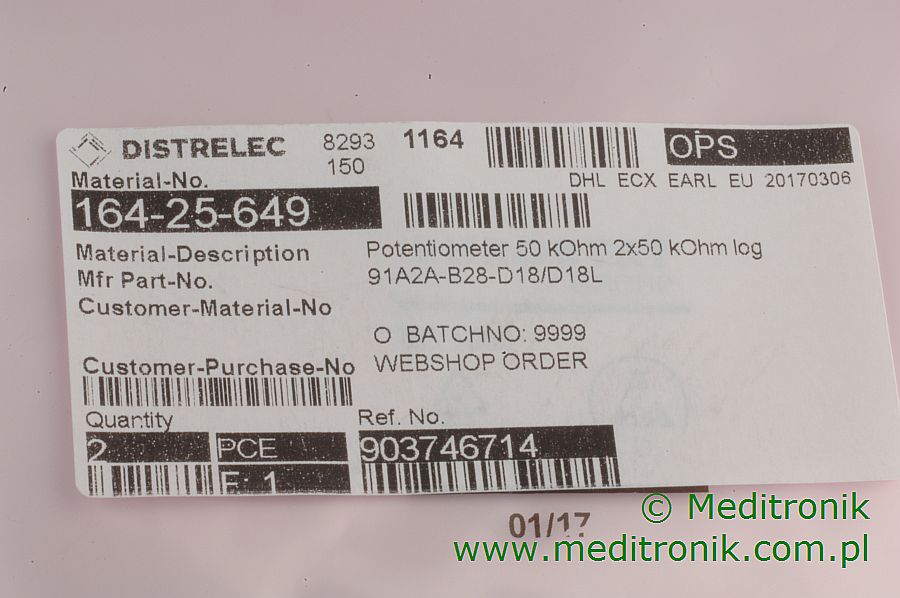 DISTRELEC 8293 1164 OPS
150
Material-No. DHL ECX EARL EU 20170306
164-25-649
Material-Description Potentiometer 50 kOhm 2x50 kOhm log
Mfr Part-No. 91A2A-B28-D18/D18L
Customer-Material-No
O BATCHNO: 9999
Customer-Purchase-No WEBSHOP ORDER
Quantity Ref. No.
2 PCE 903746714
F: 1
© Meditronik
01/17
www.meditronik.com.pl